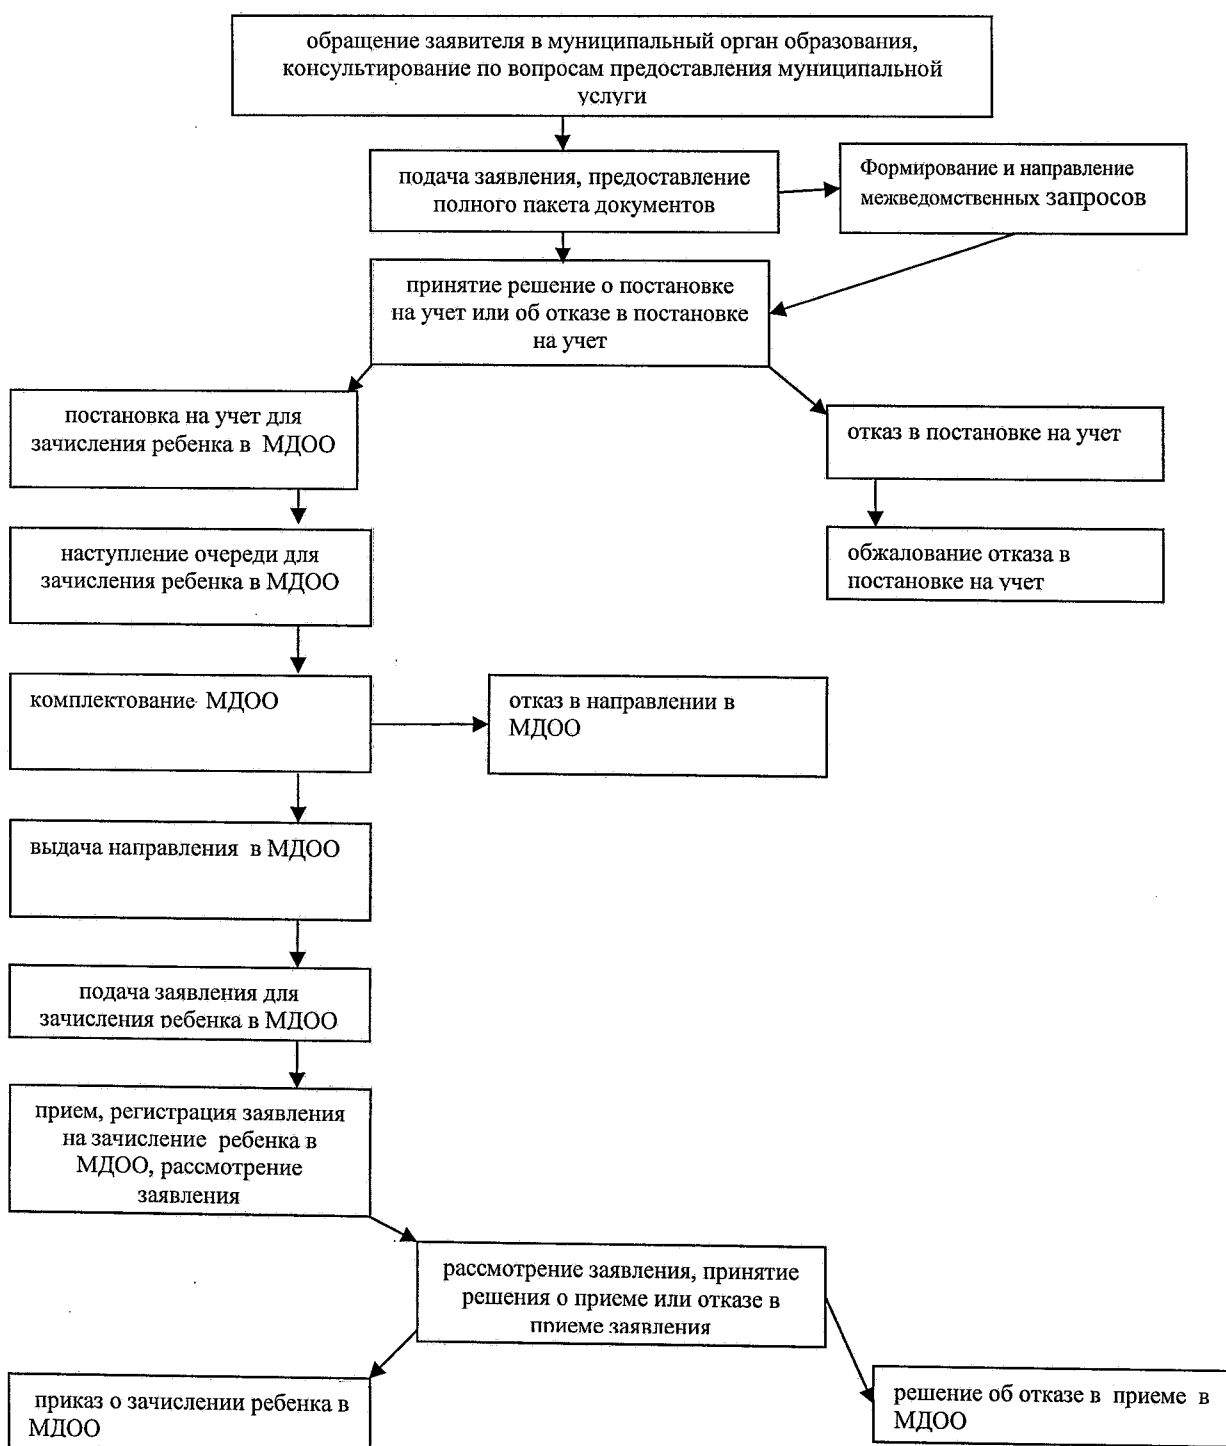 обращение заявителя в муниципальный орган образования,
консультирование по вопросам предоставления муниципальной
услуги
подача заявления, предоставление
полного пакета документов
Формирование и направление
межведомственных запросов
принятие решение о постановке
на учет или об отказе в постановке
на учет
постановка на учет для
зачисления ребенка в МДОО
отказ в постановке на учет
наступление очереди для
зачисления ребенка в МДОО
обжалование отказа в
постановке на учет
комплектование МДОО
отказ в направлении в
МДОО
выдача направления в МДОО
подача заявления для
зачисления ребенка в МДОО
прием, регистрация заявления
на зачисление ребенка в
МДОО, рассмотрение
заявления
рассмотрение заявления, принятие
решения о приеме или отказе в
приеме заявления
приказ о зачислении ребенка в
МДОО
решение об отказе в приеме в
МДОО